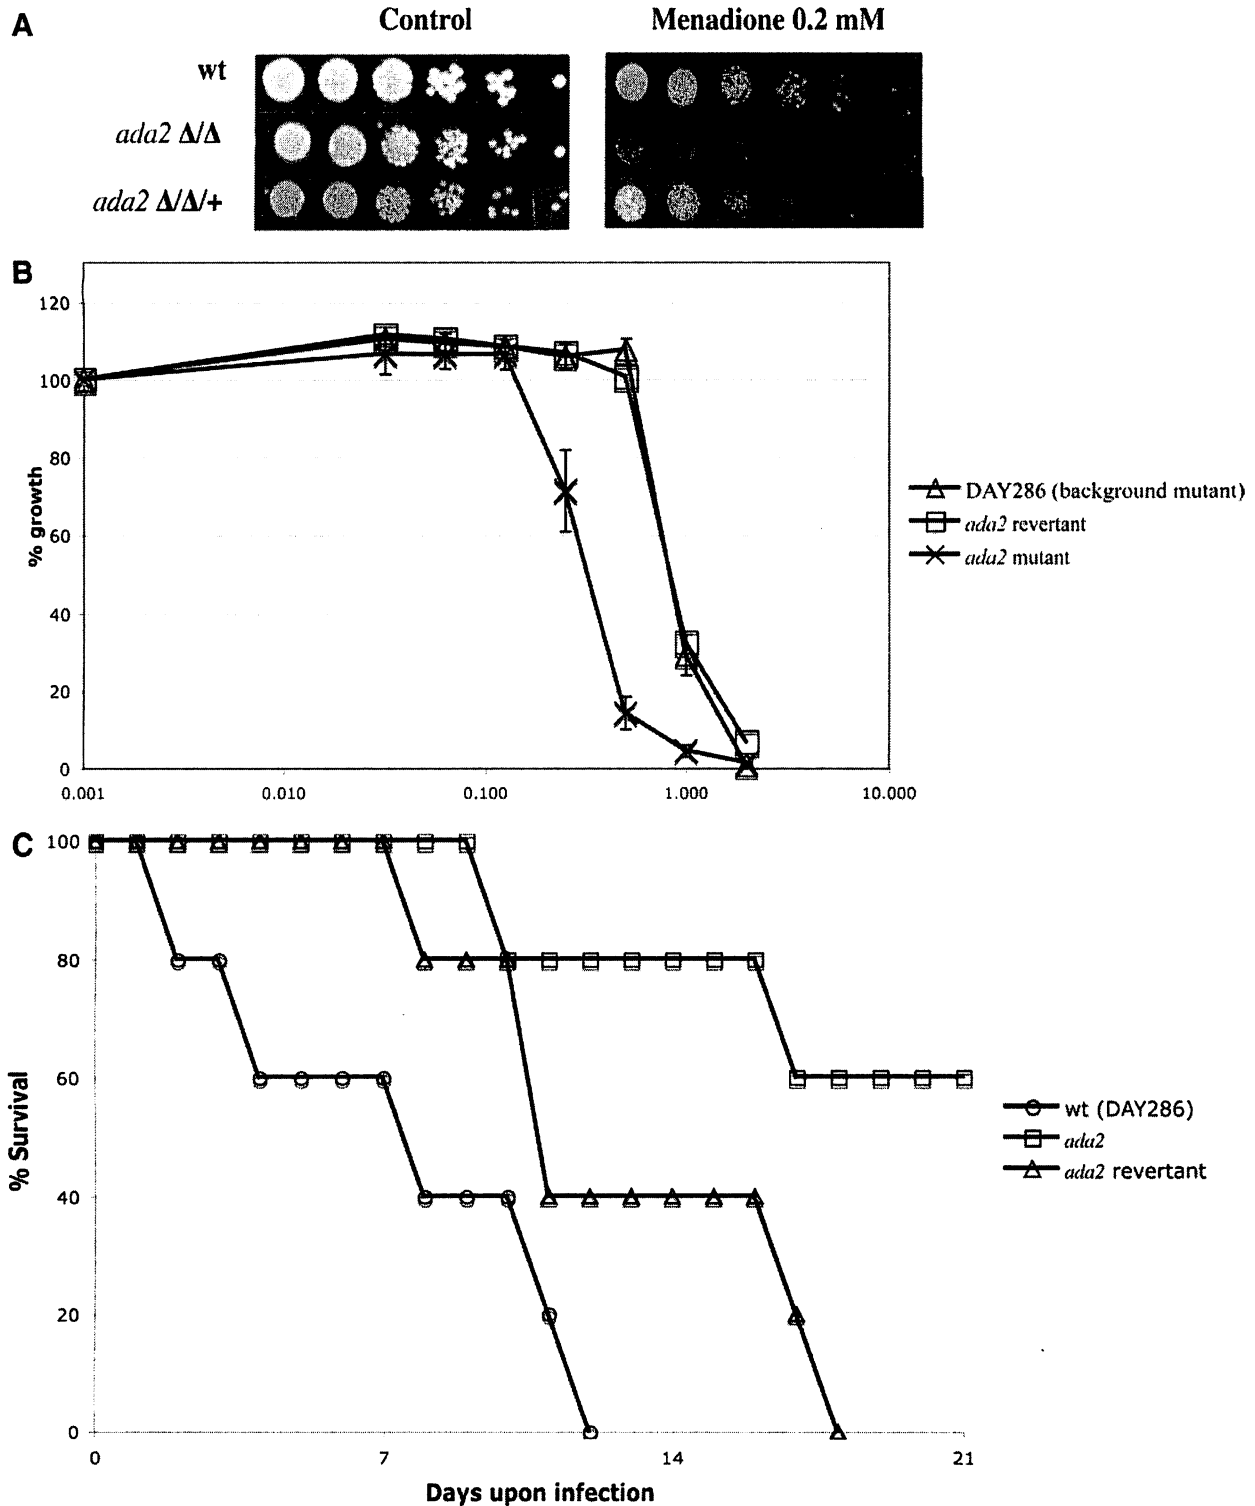 A
Control
Menadione 0.2 mM
wt
ada2 Δ/Δ
ada2 Δ/Δ/+
B
120
100
80
60
40
20
0
% growth
0.001
0.010
0.100
1.000
10.000
DAY286 (background mutant)
ada2 revertant
ada2 mutant
C
100
80
60
40
20
0
% Survival
0
7
14
21
Days upon infection
wt (DAY286)
ada2
ada2 revertant